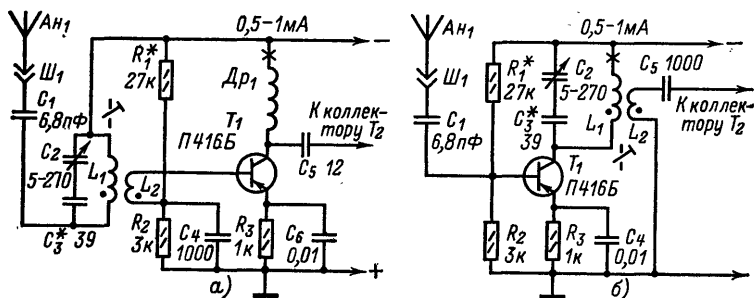 Ан₁
0,5-1мА
−
Ш₁
R₁*
27к
Др₁
C₁
6,8пФ
C₂
5-270
L₁
L₂
T₁
П416Б
К коллек-
тору T₂
C₅ 12
C₃* 39
R₂
3к
C₄
1000
R₃
1к
C₆
0,01
+
а)
Ан₁
0,5-1мА
−
Ш₁
R₁*
27к
C₂
5-270
C₅ 1000
C₁
6,8пФ
C₃*
39
L₁
L₂
К коллек-
тору T₂
T₁
П416Б
R₂
3к
R₃
1к
C₄
0,01
+
б)